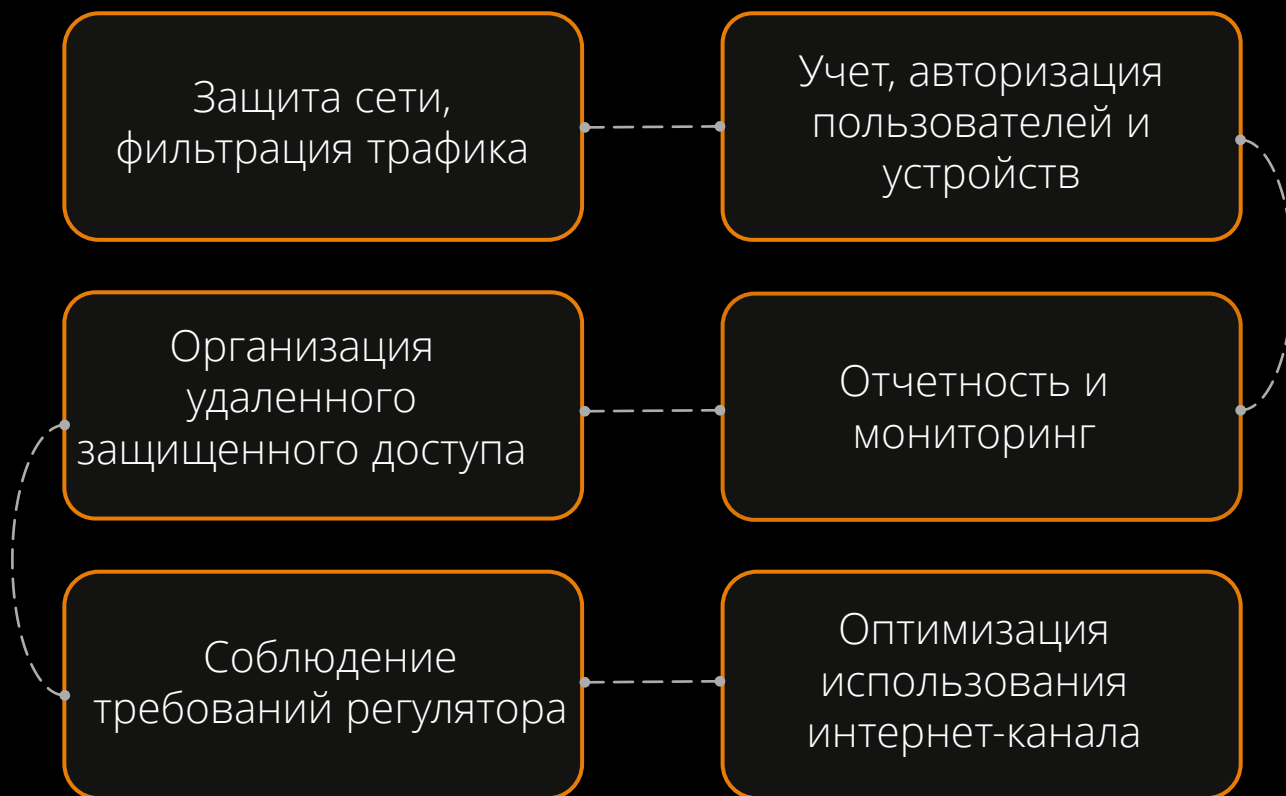 Защита сети,
фильтрация трафика
Учет, авторизация
пользователей и
устройств
Организация
удаленного
защищенного доступа
Отчетность и
мониторинг
Соблюдение
требований регулятора
Оптимизация
использования
интернет-канала